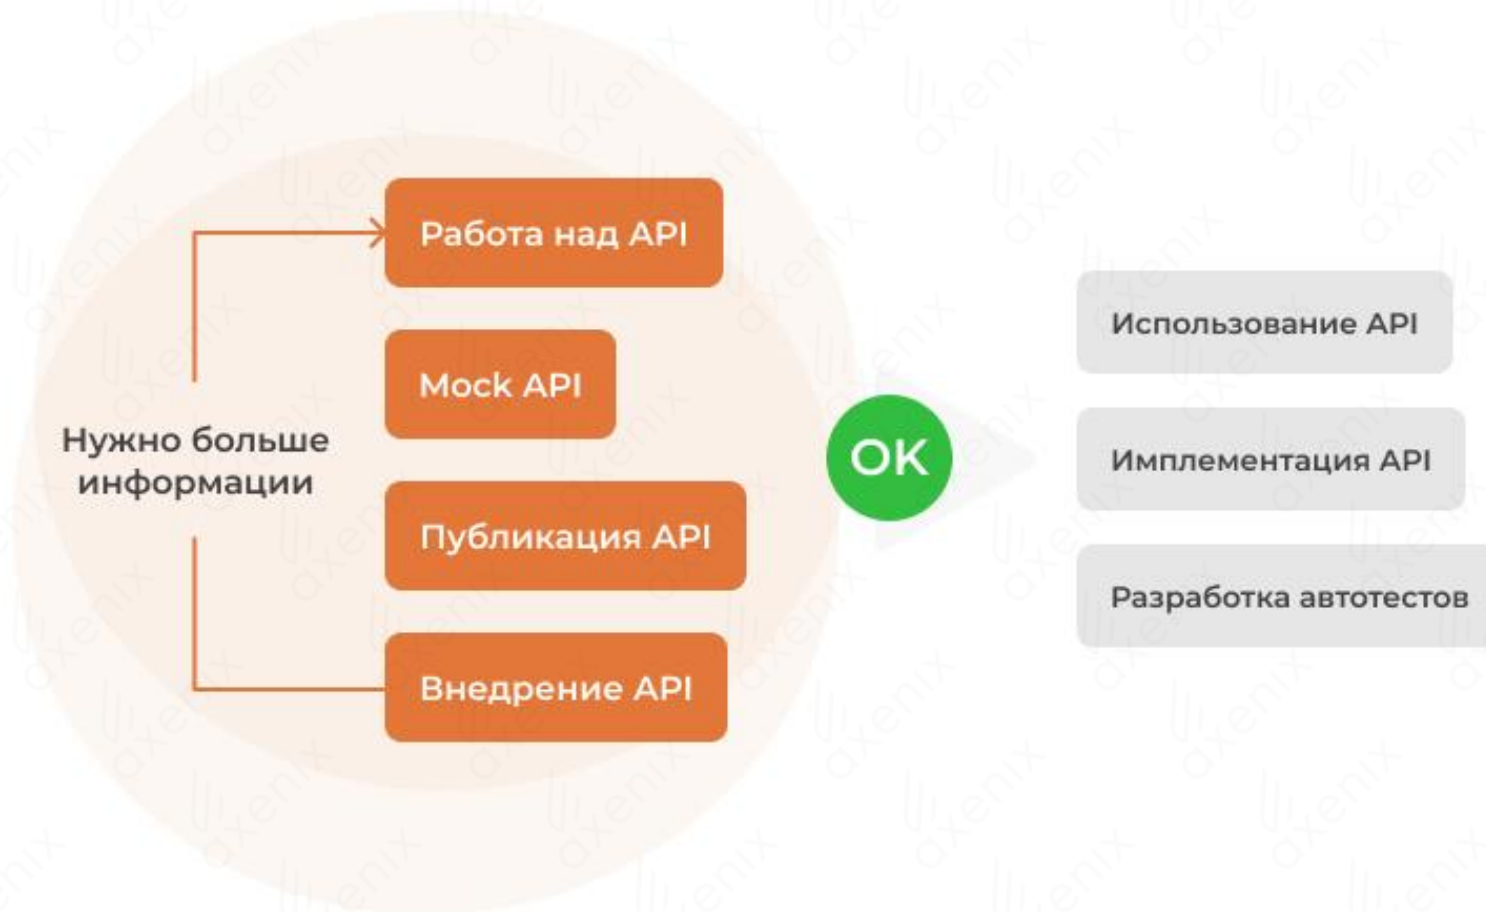 Работа над API
Mock API
Нужно больше
информации
Публикация API
Внедрение API
OK
Использование API
Имплементация API
Разработка автотестов
axenix